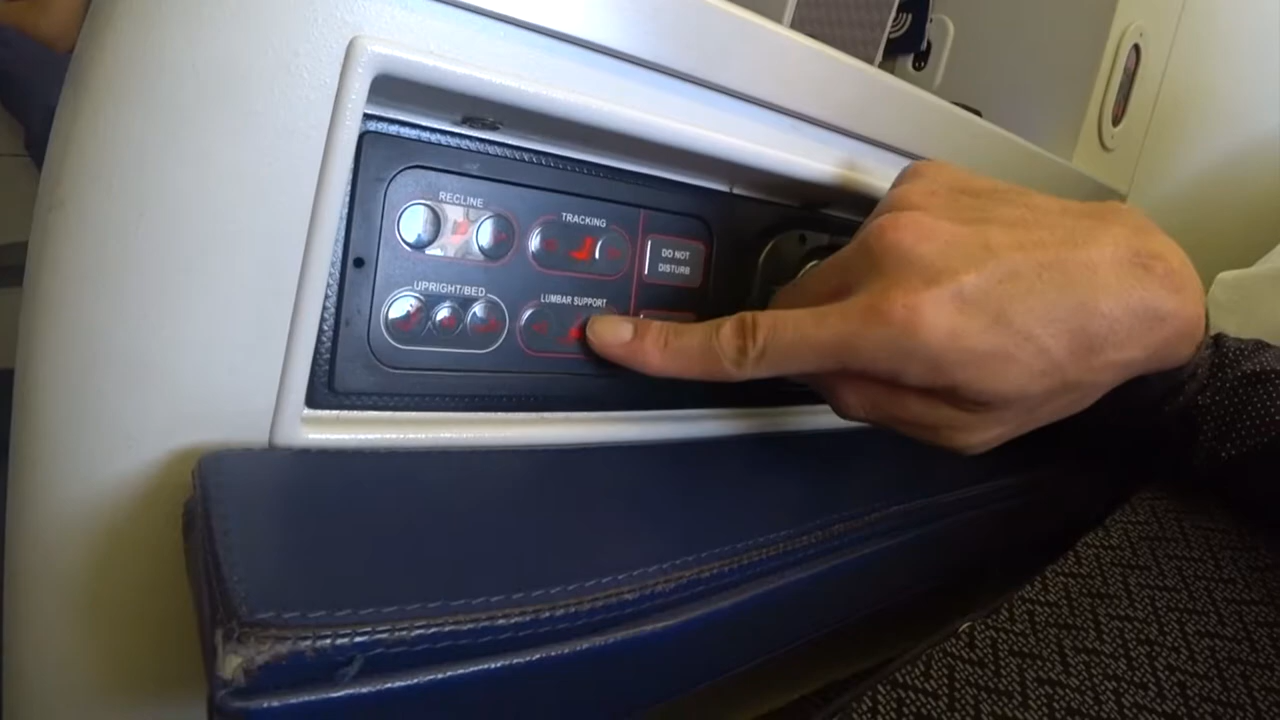 RECLINE
TRACKING
DO NOT
DISTURB
UPRIGHT/BED
LUMBAR SUPPORT